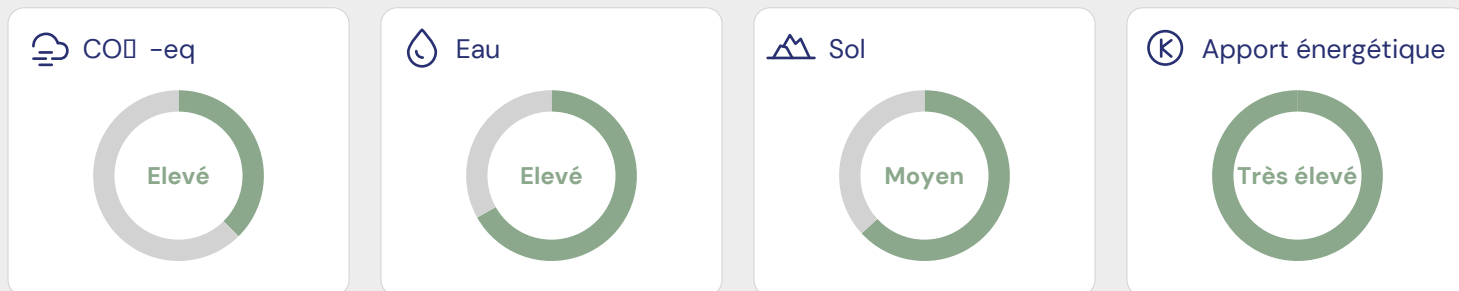 CO▯ -eq
Eau
Sol
Apport énergétique
Elevé
Elevé
Moyen
Très élevé